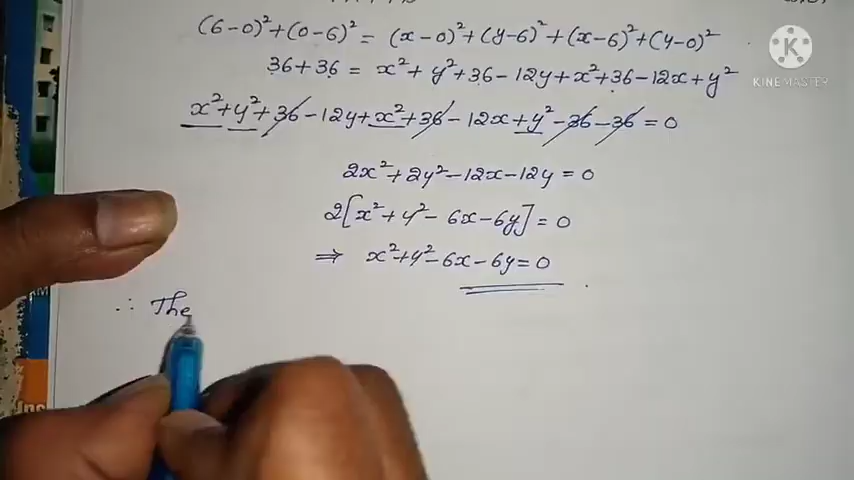 (6-0)²+(0-6)² = (x-0)²+(y-6)²+(x-6)²+(y-0)²
36+36 = x²+y²+36-12y+x²+36-12x+y²
x²+y²+36-12y+x²+36-12x+y²-36-36=0
2x²+2y²-12x-12y=0
2[x²+y²-6x-6y]=0
⇒ x²+y²-6x-6y=0
∴ The
KINEMASTER